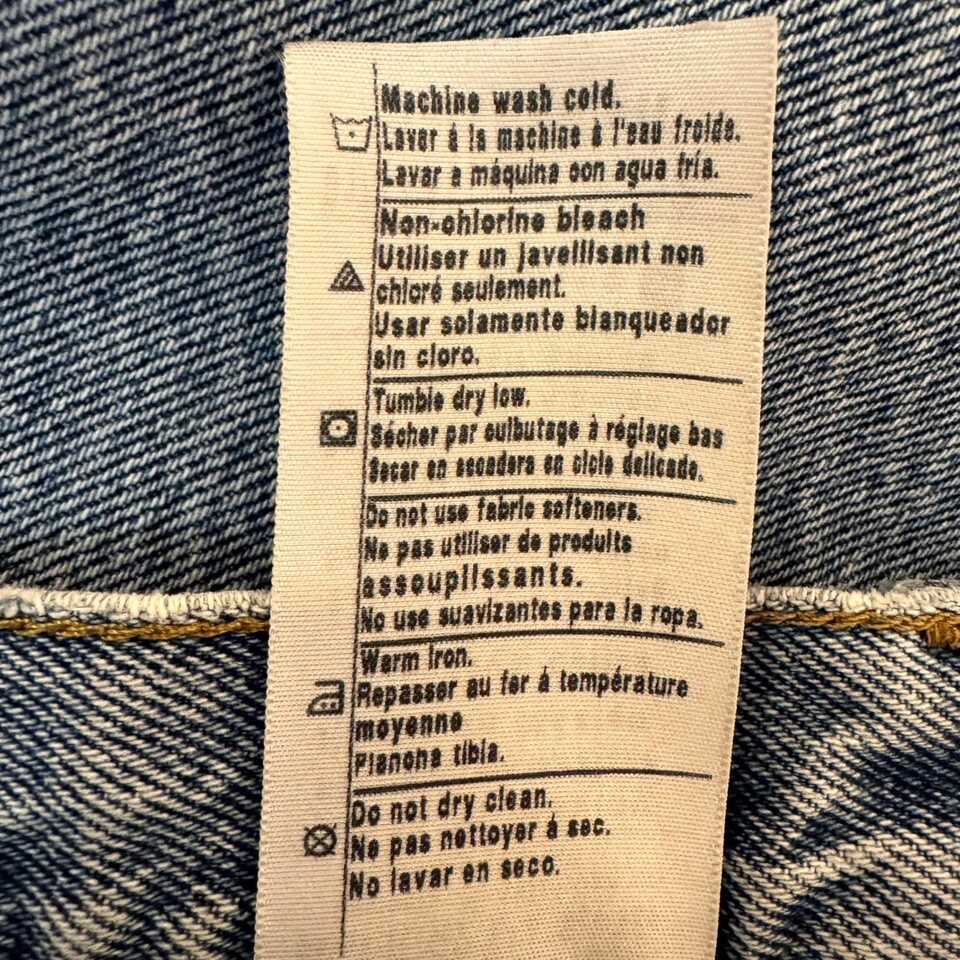 Machine wash cold.
Laver á la machine à l'eau froide.
Lavar a máquina con agua fría.
Non-chlorine bleach
Utiliser un javellisant non
chloré seulement.
Usar solamente blanqueador
sin cloro.
Tumble dry low.
Sécher par culbutage à réglage bas
Secar en secadora en ciclo delicado.
Do not use fabric softeners.
Ne pas utiliser de produits
assouplissants.
No use suavizantes para la ropa.
Warm iron.
Repasser au fer á température
moyenne
Plancha tibia.
Do not dry clean.
Ne pas nettoyer á sec.
No lavar en seco.